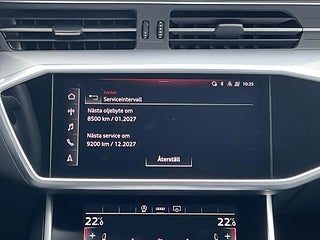 10:25
Fordon
Serviceintervall
Nästa oljebyte om
8500 km / 01.2027
Nästa service om
9200 km / 12.2027
Återställ
22.5 22.5